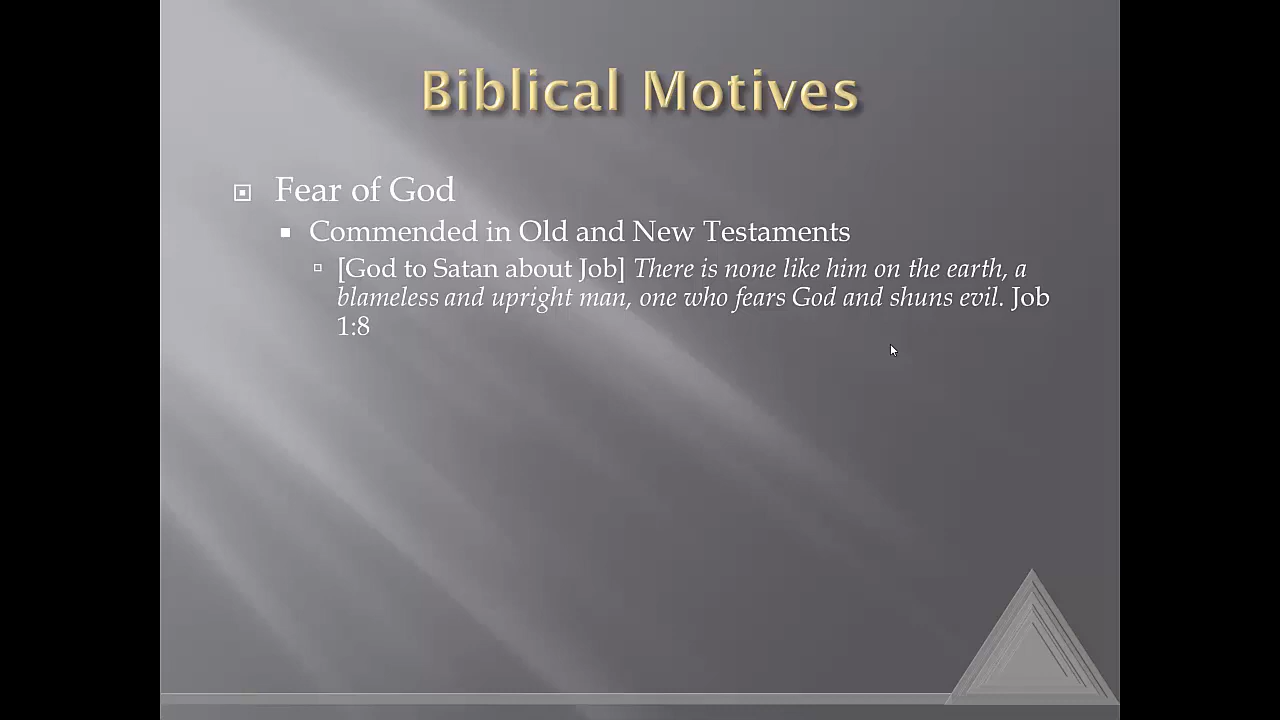 Biblical Motives
Fear of God
Commended in Old and New Testaments
[God to Satan about Job] There is none like him on the earth, a
blameless and upright man, one who fears God and shuns evil. Job
1:8